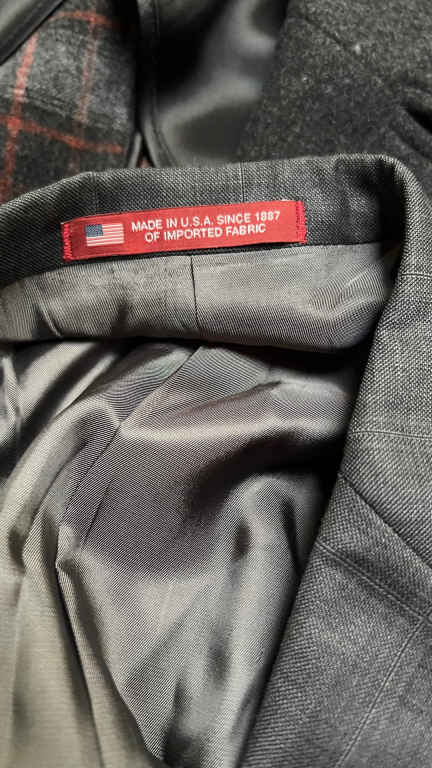 MADE IN U.S.A. SINCE 1887
OF IMPORTED FABRIC